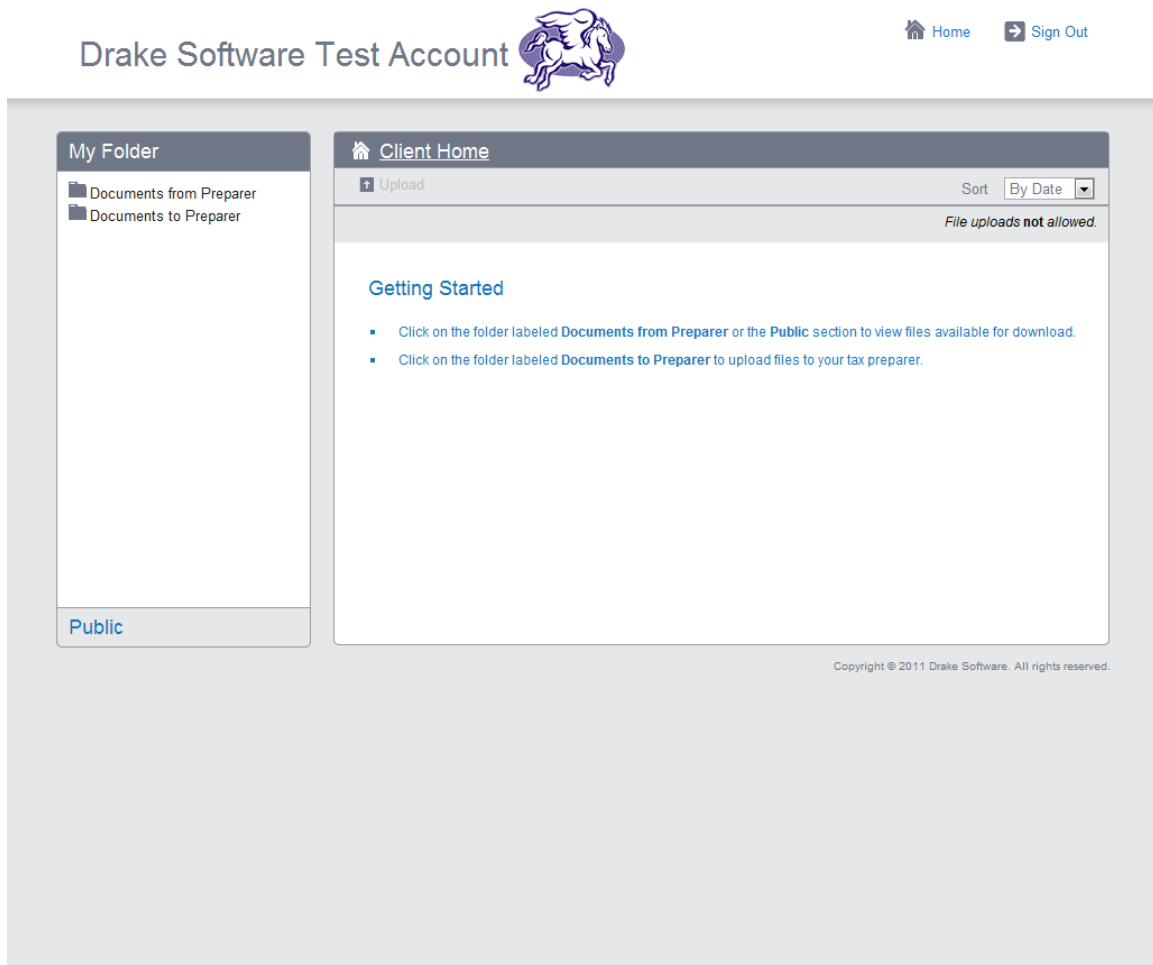 Drake Software Test Account
Home
Sign Out
My Folder
Documents from Preparer
Documents to Preparer
Public
Client Home
Upload
Sort By Date
File uploads not allowed.
Getting Started
Click on the folder labeled Documents from Preparer or the Public section to view files available for download.
Click on the folder labeled Documents to Preparer to upload files to your tax preparer.
Copyright © 2011 Drake Software. All rights reserved.